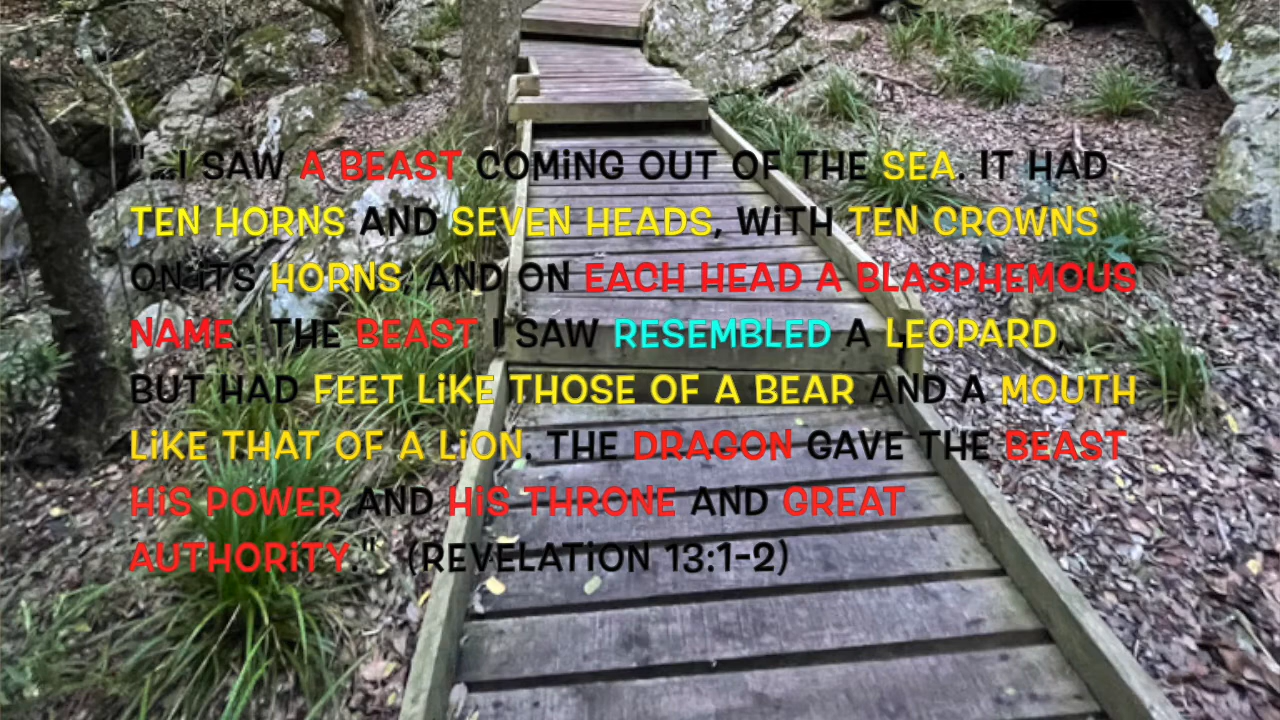 "...I SAW A BEAST COMiNG OUT OF THE SEA. IT HAD
TEN HORNS AND SEVEN HEADS, WiTH TEN CROWNS
ON iTS HORNS, AND ON EACH HEAD A BLASPHEMOUS
NAME. THE BEAST I SAW RESEMBLED A LEOPARD,
BUT HAD FEET LiKE THOSE OF A BEAR AND A MOUTH
LiKE THAT OF A LiON. THE DRAGON GAVE THE BEAST
HiS POWER AND HiS THRONE AND GREAT
AUTHORiTY." (REVELATiON 13:1-2)